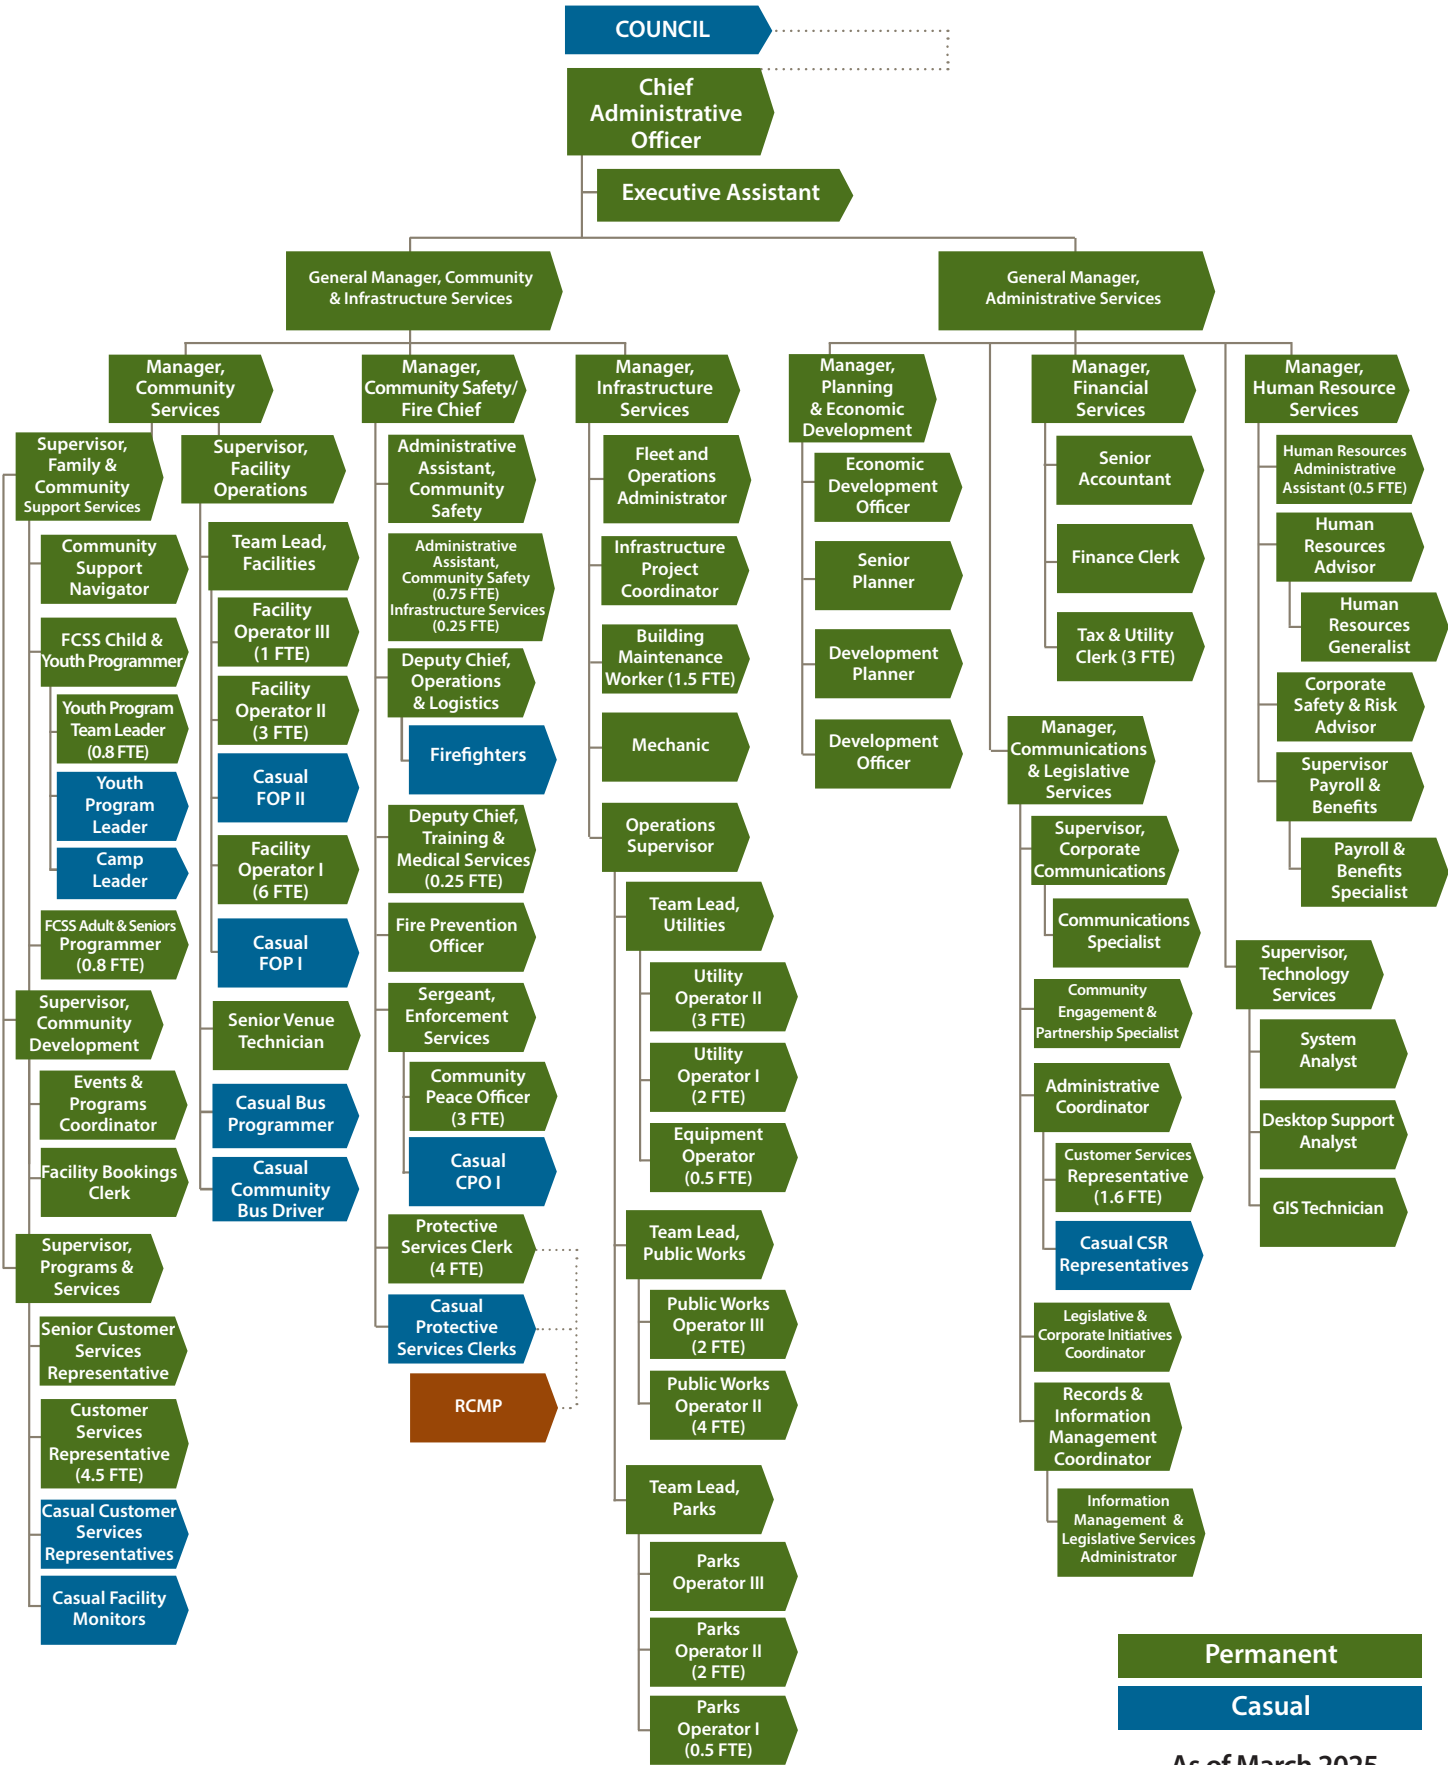 COUNCIL
Chief
Administrative
Officer
Executive Assistant
General Manager, Community
& Infrastructure Services
General Manager,
Administrative Services
Manager,
Community
Services
Supervisor,
Family &
Community
Support Services
Community
Support
Navigator
FCSS Child &
Youth Programmer
Youth Program
Team Leader
(0.8 FTE)
Youth
Program
Leader
Camp
Leader
FCSS Adult & Seniors
Programmer
(0.8 FTE)
Supervisor,
Community
Development
Events &
Programs
Coordinator
Facility Bookings
Clerk
Supervisor,
Programs &
Services
Senior Customer
Services
Representative
Customer
Services
Representative
(4.5 FTE)
Casual Customer
Services
Representatives
Casual Facility
Monitors
Supervisor,
Facility
Operations
Team Lead,
Facilities
Facility
Operator III
(1 FTE)
Facility
Operator II
(3 FTE)
Casual
FOP II
Facility
Operator I
(6 FTE)
Casual
FOP I
Senior Venue
Technician
Casual Bus
Programmer
Casual
Community
Bus Driver
Manager,
Community Safety/
Fire Chief
Administrative
Assistant,
Community
Safety
Administrative
Assistant,
Community Safety
(0.75 FTE)
Infrastructure Services
(0.25 FTE)
Deputy Chief,
Operations
& Logistics
Firefighters
Deputy Chief,
Training &
Medical Services
(0.25 FTE)
Fire Prevention
Officer
Sergeant,
Enforcement
Services
Community
Peace Officer
(3 FTE)
Casual
CPO I
Protective
Services Clerk
(4 FTE)
Casual
Protective
Services Clerks
RCMP
Manager,
Infrastructure
Services
Fleet and
Operations
Administrator
Infrastructure
Project
Coordinator
Building
Maintenance
Worker (1.5 FTE)
Mechanic
Operations
Supervisor
Team Lead,
Utilities
Utility
Operator II
(3 FTE)
Utility
Operator I
(2 FTE)
Equipment
Operator
(0.5 FTE)
Team Lead,
Public Works
Public Works
Operator III
(2 FTE)
Public Works
Operator II
(4 FTE)
Team Lead,
Parks
Parks
Operator III
Parks
Operator II
(2 FTE)
Parks
Operator I
(0.5 FTE)
Manager,
Planning
& Economic
Development
Economic
Development
Officer
Senior
Planner
Development
Planner
Development
Officer
Manager,
Financial
Services
Senior
Accountant
Finance Clerk
Tax & Utility
Clerk (3 FTE)
Manager,
Communications
& Legislative
Services
Supervisor,
Corporate
Communications
Communications
Specialist
Community
Engagement &
Partnership Specialist
Administrative
Coordinator
Customer Services
Representative
(1.6 FTE)
Casual CSR
Representatives
Legislative &
Corporate Initiatives
Coordinator
Records &
Information
Management
Coordinator
Information
Management &
Legislative Services
Administrator
Manager,
Human Resource
Services
Human Resources
Administrative
Assistant (0.5 FTE)
Human
Resources
Advisor
Human
Resources
Generalist
Corporate
Safety & Risk
Advisor
Supervisor
Payroll &
Benefits
Payroll &
Benefits
Specialist
Supervisor,
Technology
Services
System
Analyst
Desktop Support
Analyst
GIS Technician
Permanent
Casual
As of March 2025